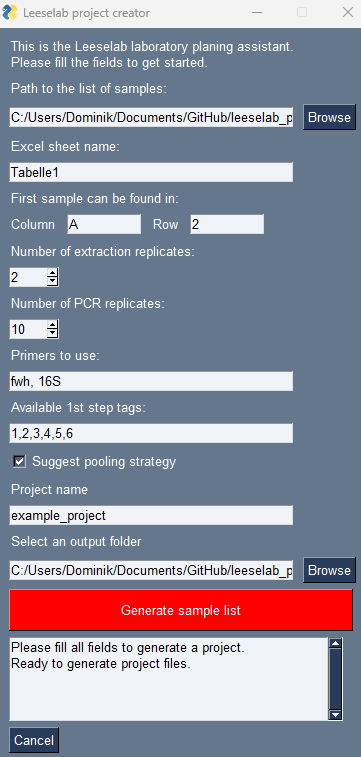 Leeselab project creator
This is the Leeselab laboratory planing assistant.
Please fill the fields to get started.
Path to the list of samples:
C:/Users/Dominik/Documents/GitHub/leeselab_p Browse
Excel sheet name:
Tabelle1
First sample can be found in:
Column A Row 2
Number of extraction replicates:
2
Number of PCR replicates:
10
Primers to use:
fwh, 16S
Available 1st step tags:
1,2,3,4,5,6
Suggest pooling strategy
Project name
example_project
Select an output folder
C:/Users/Dominik/Documents/GitHub/leeselab_p Browse
Generate sample list
Please fill all fields to generate a project.
Ready to generate project files.
Cancel